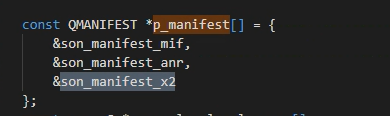 const QMANIFEST *p_manifest[] = {
    &son_manifest_mif,
    &son_manifest_anr,
    &son_manifest_x2
};